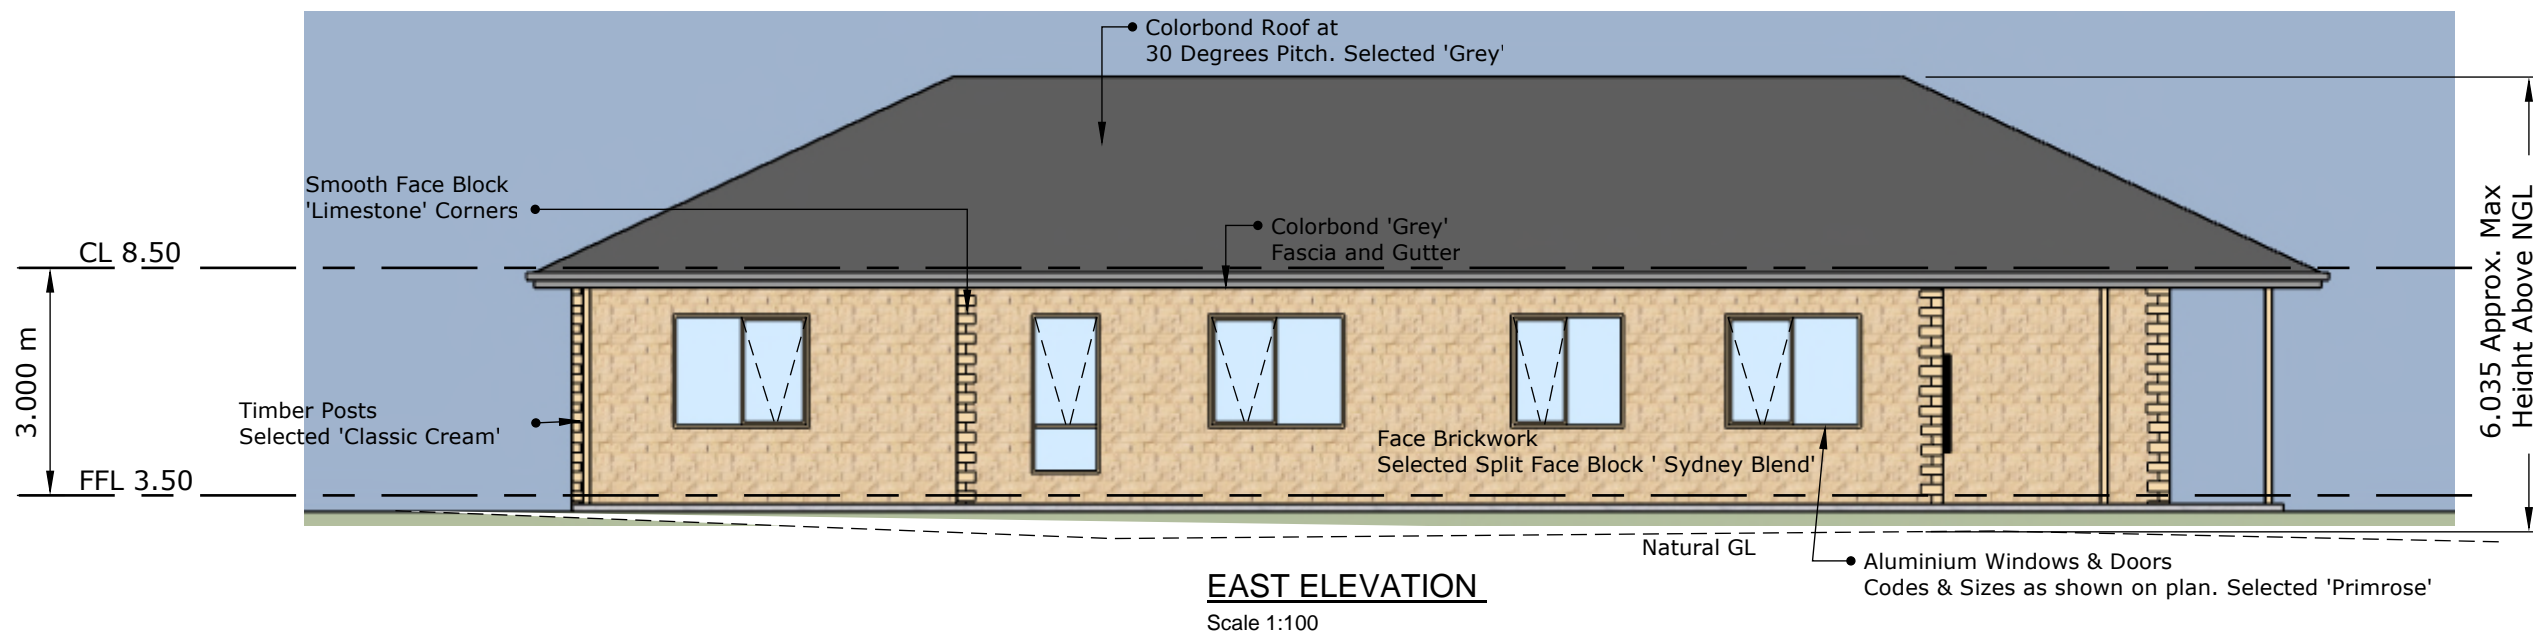 Colorbond Roof at
30 Degrees Pitch. Selected 'Grey'
Smooth Face Block
'Limestone' Corners
Colorbond 'Grey'
Fascia and Gutter
CL 8.50
3.000 m
6.035 Approx. Max
Height Above NGL
Timber Posts
Selected 'Classic Cream'
Face Brickwork
Selected Split Face Block ' Sydney Blend'
FFL 3.50
Natural GL
Aluminium Windows & Doors
Codes & Sizes as shown on plan. Selected 'Primrose'
EAST ELEVATION
Scale 1:100